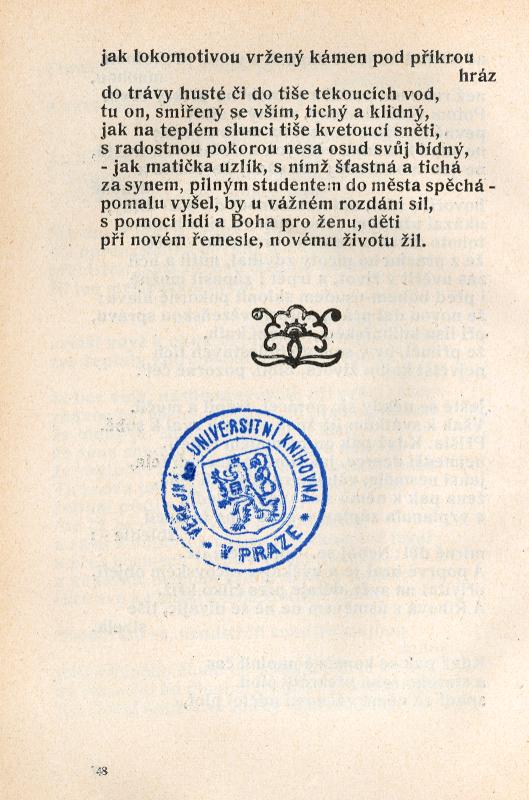 jak lokomotivou vržený kámen pod příkrou
hráz
do trávy husté či do tiše tekoucích vod,
tu on, smířený se vším, tichý a klidný,
jak na teplém slunci tiše kvetoucí sněti,
s radostnou pokorou nesa osud svůj bídný,
- jak matička uzlík, s nímž šťastná a tichá
za synem, pilným studentem do města spěchá -
pomalu vyšel, by u vážném rozdání sil,
s pomocí lidí a Boha pro ženu, děti
při novém řemesle, novému životu žil.
VEŘEJNÁ UNIVERSITNÍ KNIHOVNA
* V PRAZE *
48